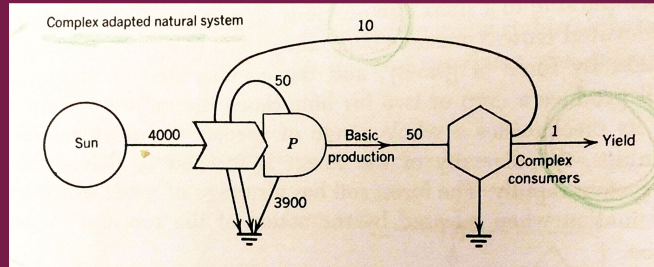 Complex adapted natural system
10
50
Sun
4000
P
Basic
production
50
1
Yield
Complex
consumers
3900